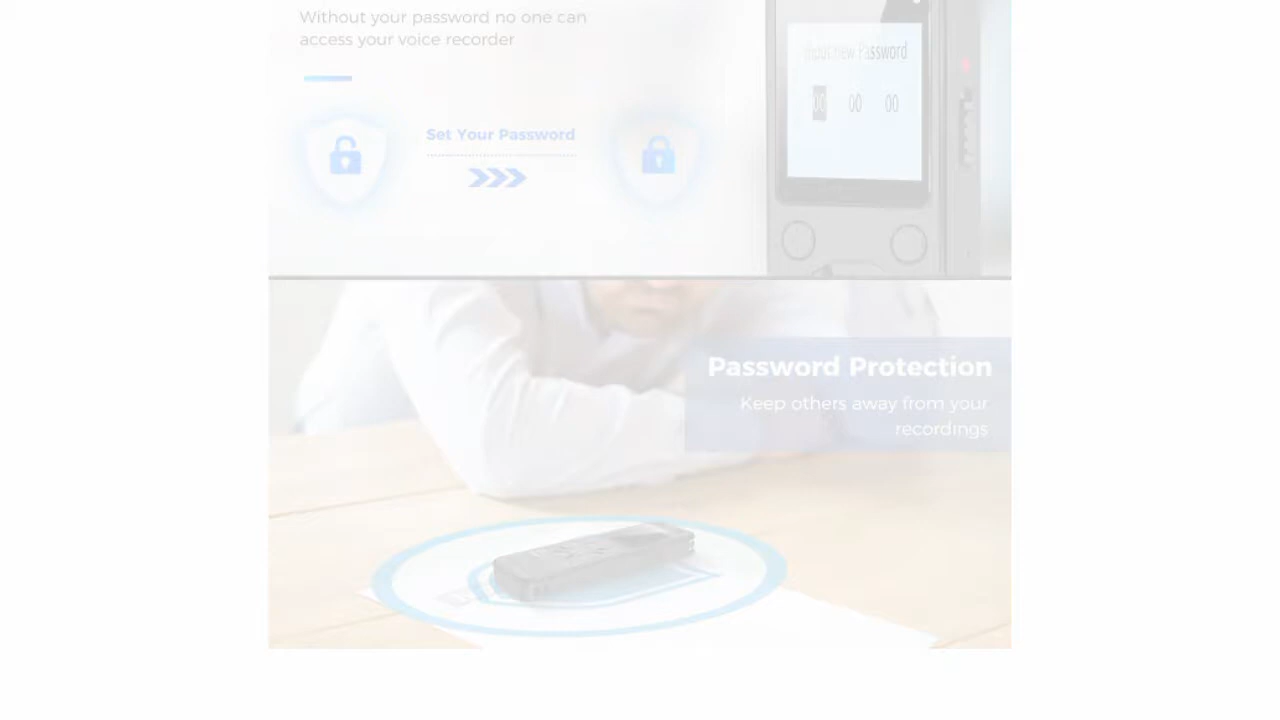 Without your password no one can
access your voice recorder
Input new Password
00 00 00
Set Your Password
Password Protection
Keep others away from your
recordings